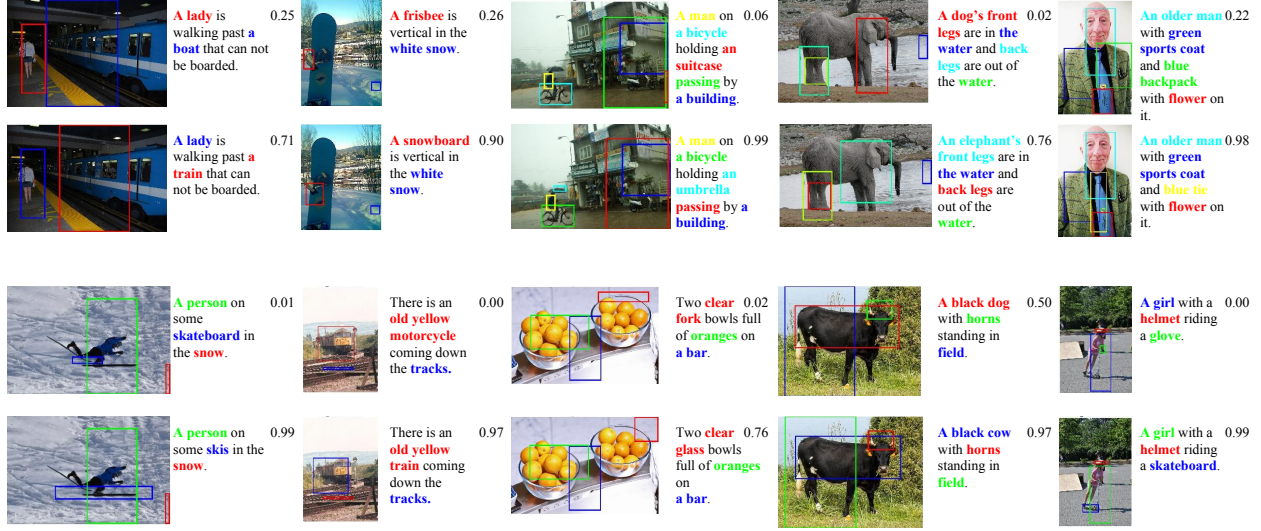 A lady is 0.25
walking past a
boat that can not
be boarded.
A frisbee is 0.26
vertical in the
white snow.
A man on 0.06
a bicycle
holding an
suitcase
passing by
a building.
A dog's front 0.02
legs are in the
water and back
legs are out of
the water.
An older man 0.22
with green
sports coat
and blue
backpack
with flower on
it.
A lady is 0.71
walking past a
train that can
not be boarded.
A snowboard 0.90
is vertical in
the white
snow.
A man on 0.99
a bicycle
holding an
umbrella
passing by a
building.
An elephant's 0.76
front legs are in
the water and
back legs are
out of the
water.
An older man 0.98
with green
sports coat
and blue tie
with flower on
it.
A person on 0.01
some
skateboard in
the snow.
There is an 0.00
old yellow
motorcycle
coming down
the tracks.
Two clear 0.02
fork bowls full
of oranges on
a bar.
A black dog 0.50
with horns
standing in
field.
A girl with a 0.00
helmet riding
a glove.
A person on 0.99
some skis in the
snow.
There is an 0.97
old yellow
train coming
down the
tracks.
Two clear 0.76
glass bowls
full of oranges
on
a bar.
A black cow 0.97
with horns
standing in
field.
A girl with a 0.99
helmet riding
a skateboard.